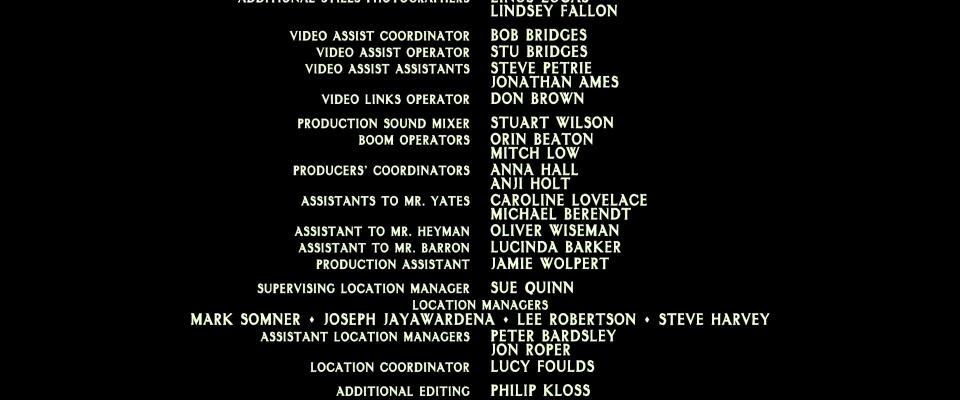 LINDSEY FALLON
VIDEO ASSIST COORDINATOR BOB BRIDGES
VIDEO ASSIST OPERATOR STU BRIDGES
VIDEO ASSIST ASSISTANTS STEVE PETRIE
JONATHAN AMES
VIDEO LINKS OPERATOR DON BROWN
PRODUCTION SOUND MIXER STUART WILSON
BOOM OPERATORS ORIN BEATON
MITCH LOW
PRODUCERS' COORDINATORS ANNA HALL
ANJI HOLT
ASSISTANTS TO MR. YATES CAROLINE LOVELACE
MICHAEL BERENDT
ASSISTANT TO MR. HEYMAN OLIVER WISEMAN
ASSISTANT TO MR. BARRON LUCINDA BARKER
PRODUCTION ASSISTANT JAMIE WOLPERT
SUPERVISING LOCATION MANAGER SUE QUINN
LOCATION MANAGERS
MARK SOMNER ♦ JOSEPH JAYAWARDENA ♦ LEE ROBERTSON ♦ STEVE HARVEY
ASSISTANT LOCATION MANAGERS PETER BARDSLEY
JON ROPER
LOCATION COORDINATOR LUCY FOULDS
ADDITIONAL EDITING PHILIP KLOSS